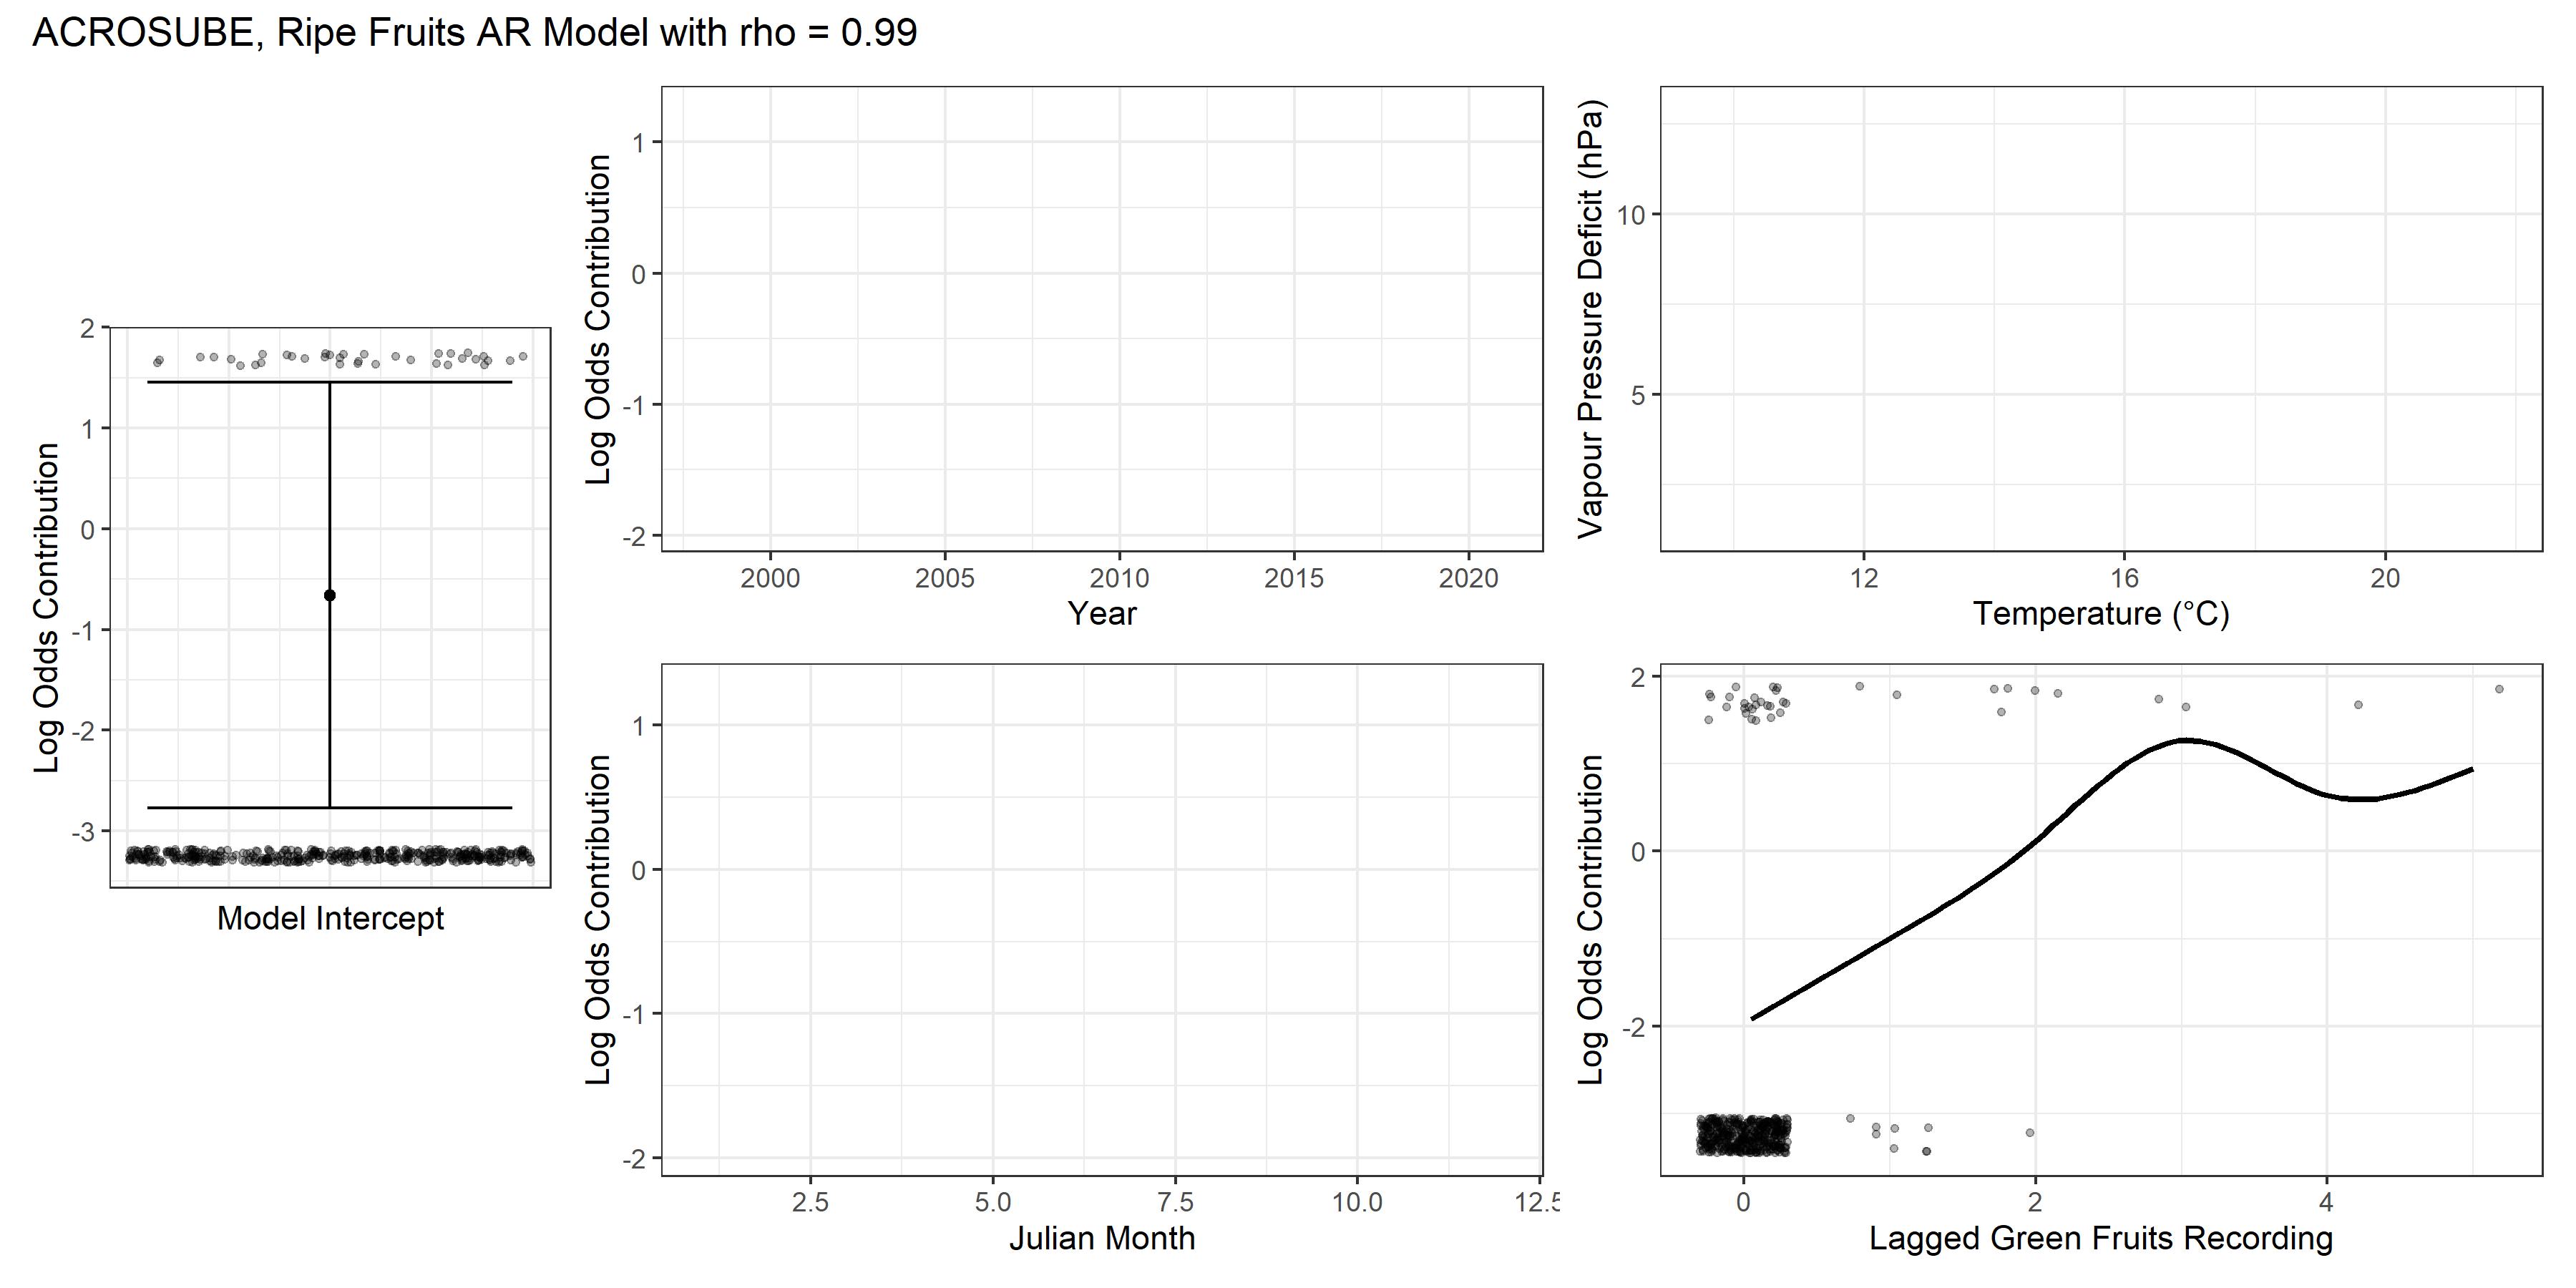 ACROSUBE, Ripe Fruits AR Model with rho = 0.99
Log Odds Contribution
2
1
0
-1
-2
-3
Model Intercept
Log Odds Contribution
1
0
-1
-2
2000 2005 2010 2015 2020
Year
Vapour Pressure Deficit (hPa)
10
5
12 16 20
Temperature (°C)
Log Odds Contribution
1
0
-1
-2
2.5 5.0 7.5 10.0 12.5
Julian Month
Log Odds Contribution
2
0
-2
0 2 4
Lagged Green Fruits Recording